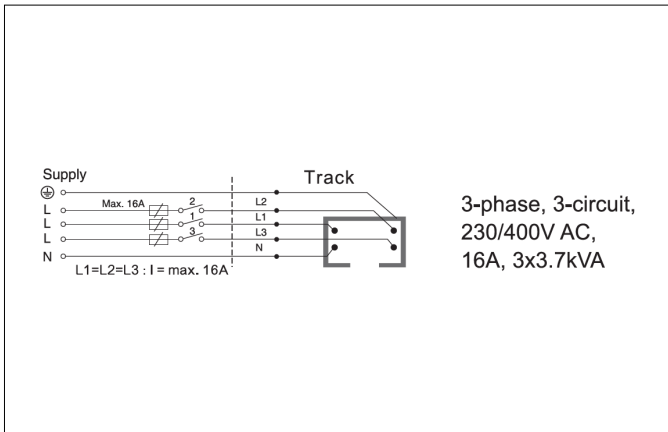 Supply
Track
L Max. 16A 2 L2
L 1 L1
L 3 L3
N N
L1=L2=L3 : I = max. 16A
3-phase, 3-circuit,
230/400V AC,
16A, 3x3.7kVA